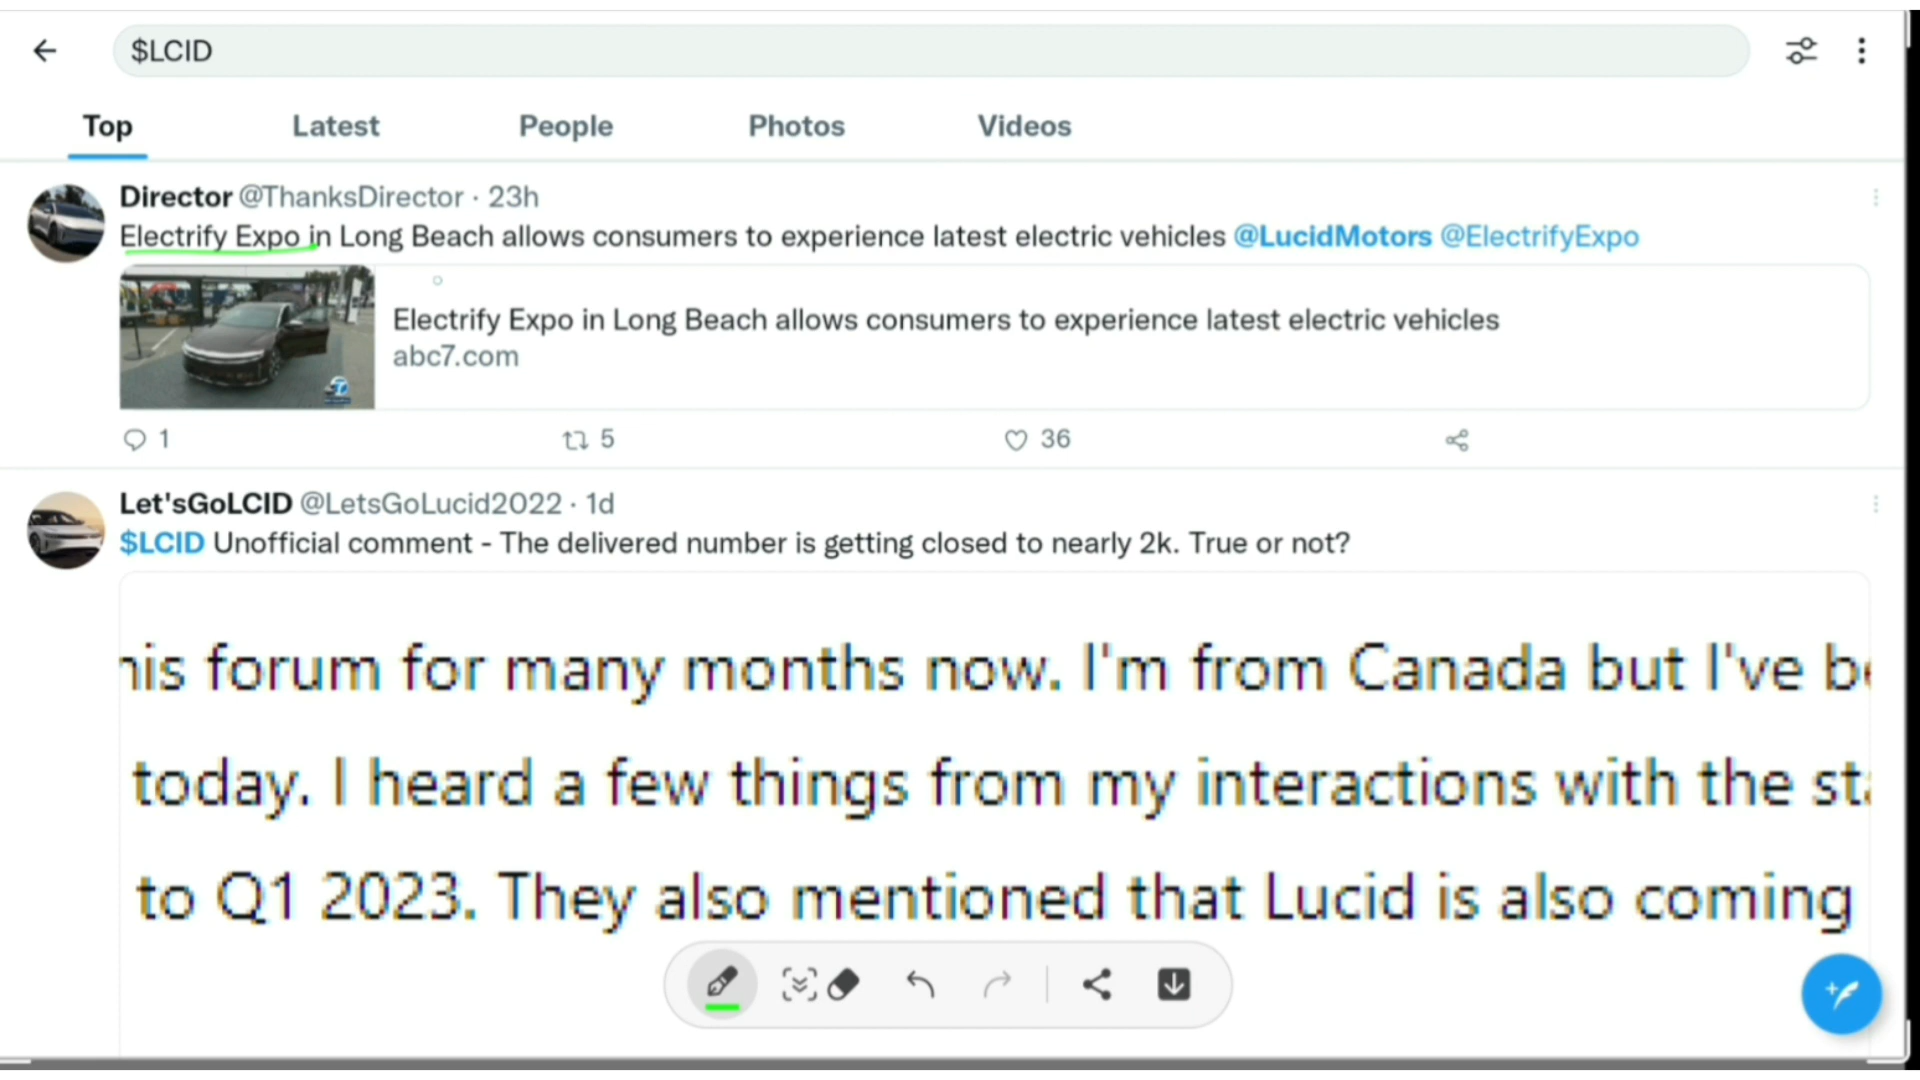 $LCID
Top Latest People Photos Videos
Director @ThanksDirector · 23h
Electrify Expo in Long Beach allows consumers to experience latest electric vehicles @LucidMotors @ElectrifyExpo
Electrify Expo in Long Beach allows consumers to experience latest electric vehicles
abc7.com
1 5 36
Let'sGoLCID @LetsGoLucid2022 · 1d
$LCID Unofficial comment - The delivered number is getting closed to nearly 2k. True or not?
forum for many months now. I'm from Canada but I've
today. I heard a few things from my interactions with the
to Q1 2023. They also mentioned that Lucid is also coming